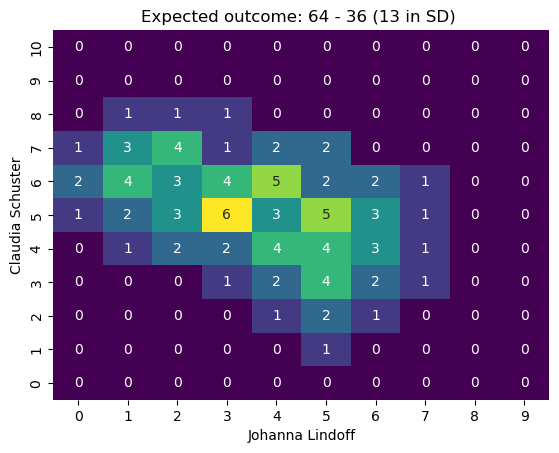 Expected outcome: 64 - 36 (13 in SD)
Claudia Schuster
10 0 0 0 0 0 0 0 0 0 0
9 0 0 0 0 0 0 0 0 0 0
8 0 1 1 1 0 0 0 0 0 0
7 1 3 4 1 2 2 0 0 0 0
6 2 4 3 4 5 2 2 1 0 0
5 1 2 3 6 3 5 3 1 0 0
4 0 1 2 2 4 4 3 1 0 0
3 0 0 0 1 2 4 2 1 0 0
2 0 0 0 0 1 2 1 0 0 0
1 0 0 0 0 0 1 0 0 0 0
0 0 0 0 0 0 0 0 0 0 0
0 1 2 3 4 5 6 7 8 9
Johanna Lindoff